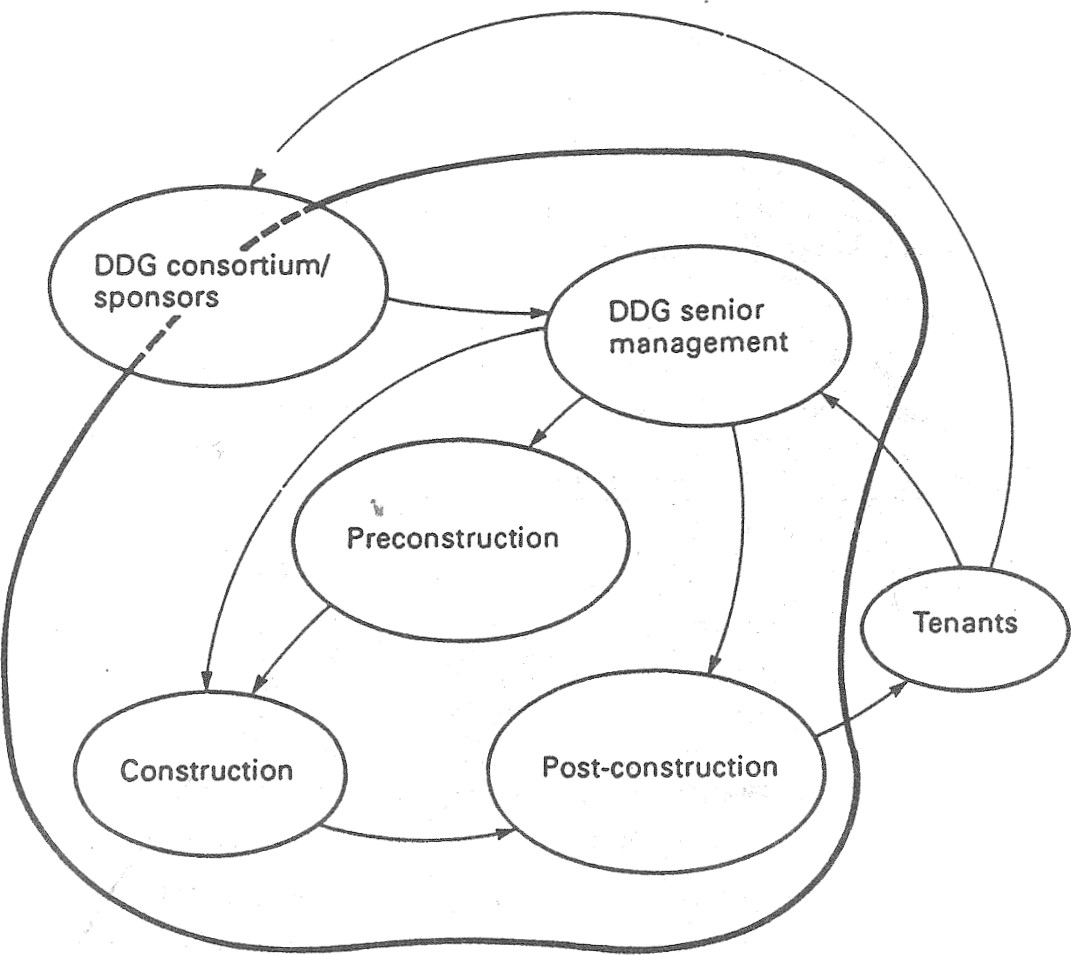 DDG consortium/
sponsors
DDG senior
management
Preconstruction
Tenants
Construction
Post-construction